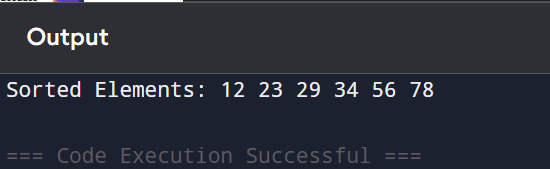 Output
Sorted Elements: 12 23 29 34 56 78
=== Code Execution Successful ===